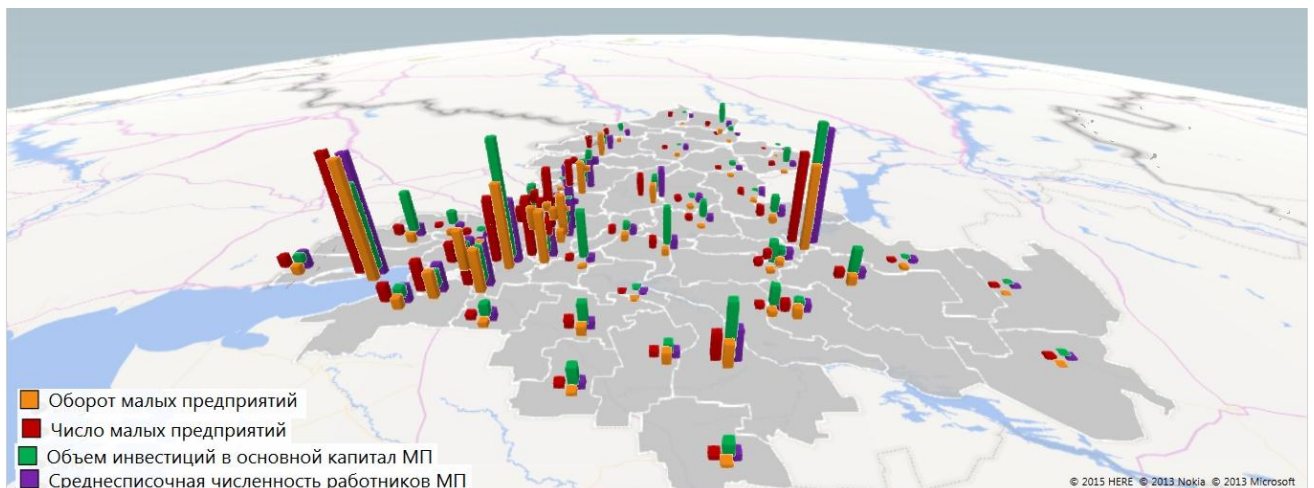 Оборот малых предприятий
Число малых предприятий
Объем инвестиций в основной капитал МП
Среднесписочная численность работников МП
© 2015 HERE © 2013 Nokia © 2013 Microsoft